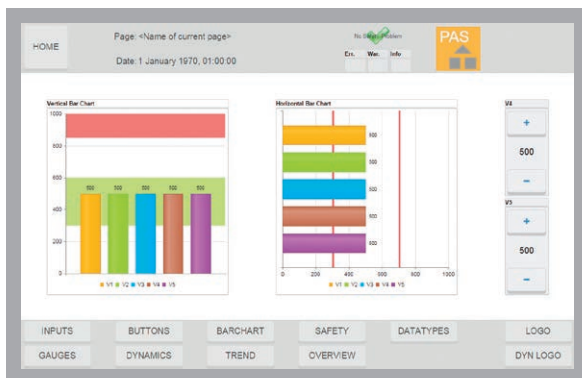 HOME
Page: <Name of current page>
Date: 1 January 1970, 01:00:00
Err. War. Info
PAS
Vertical Bar Chart
1000
800
600
400
200
0
500 500 500 500 500
V1 V2 V3 V4 V5
Horizontal Bar Chart
500
500
500
500
500
0 200 400 600 800 1000
V1 V2 V3 V4 V5
V4
+
500
-
V5
+
500
-
INPUTS BUTTONS BARCHART SAFETY DATATYPES LOGO
GAUGES DYNAMICS TREND OVERVIEW DYN LOGO